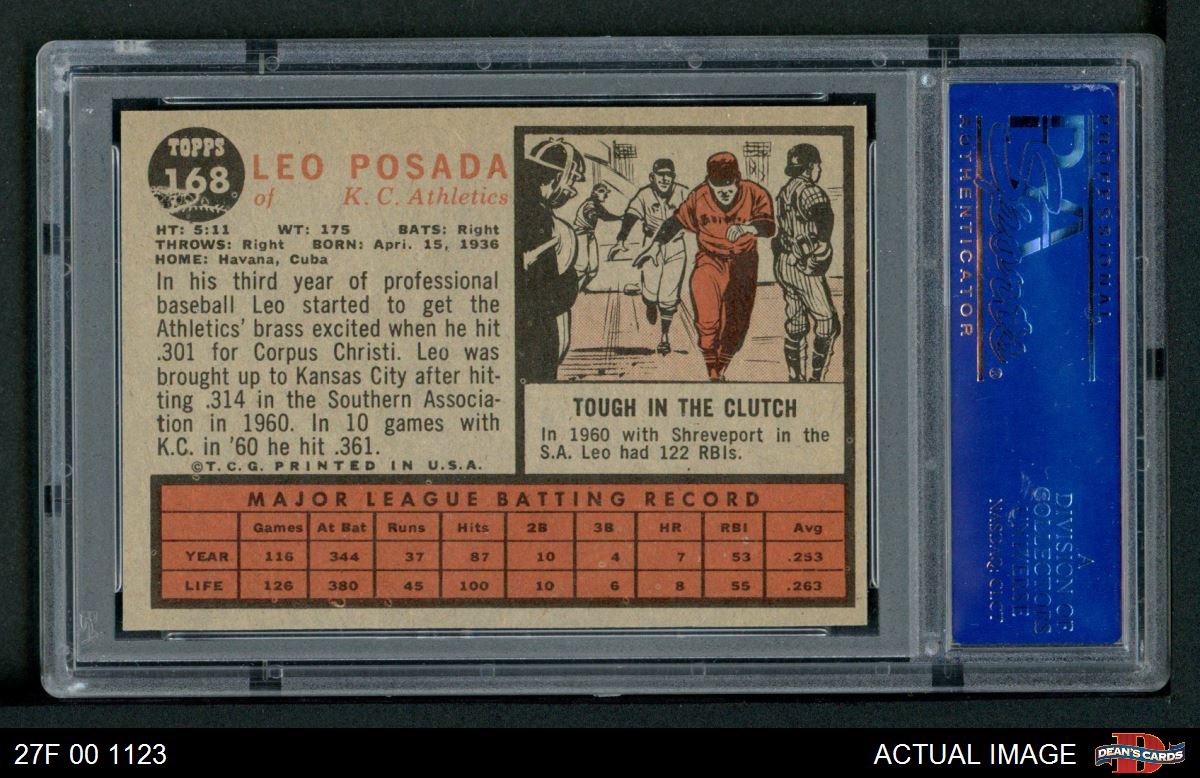 TOPPS
168
LEO POSADA
of K. C. Athletics
HT: 5:11 WT: 175 BATS: Right
THROWS: Right BORN: Apri. 15, 1936
HOME: Havana, Cuba
In his third year of professional
baseball Leo started to get the
Athletics' brass excited when he hit
.301 for Corpus Christi. Leo was
brought up to Kansas City after hit-
ting .314 in the Southern Associa-
tion in 1960. In 10 games with
K.C. in '60 he hit .361.
©T.C.G. PRINTED IN U.S.A.
TOUGH IN THE CLUTCH
In 1960 with Shreveport in the
S.A. Leo had 122 RBIs.
MAJOR LEAGUE BATTING RECORD
Games At Bat Runs Hits 2B 3B HR RBI Avg
YEAR 116 344 37 87 10 4 7 53 .253
LIFE 126 380 45 100 10 6 8 55 .263
PROFESSIONAL
PSA
AUTHENTICATOR
®
A
DIVISION OF
COLLECTORS
UNIVERSE
NASDAQ: CLCT
27F 00 1123
ACTUAL IMAGE
DEAN'S CARDS